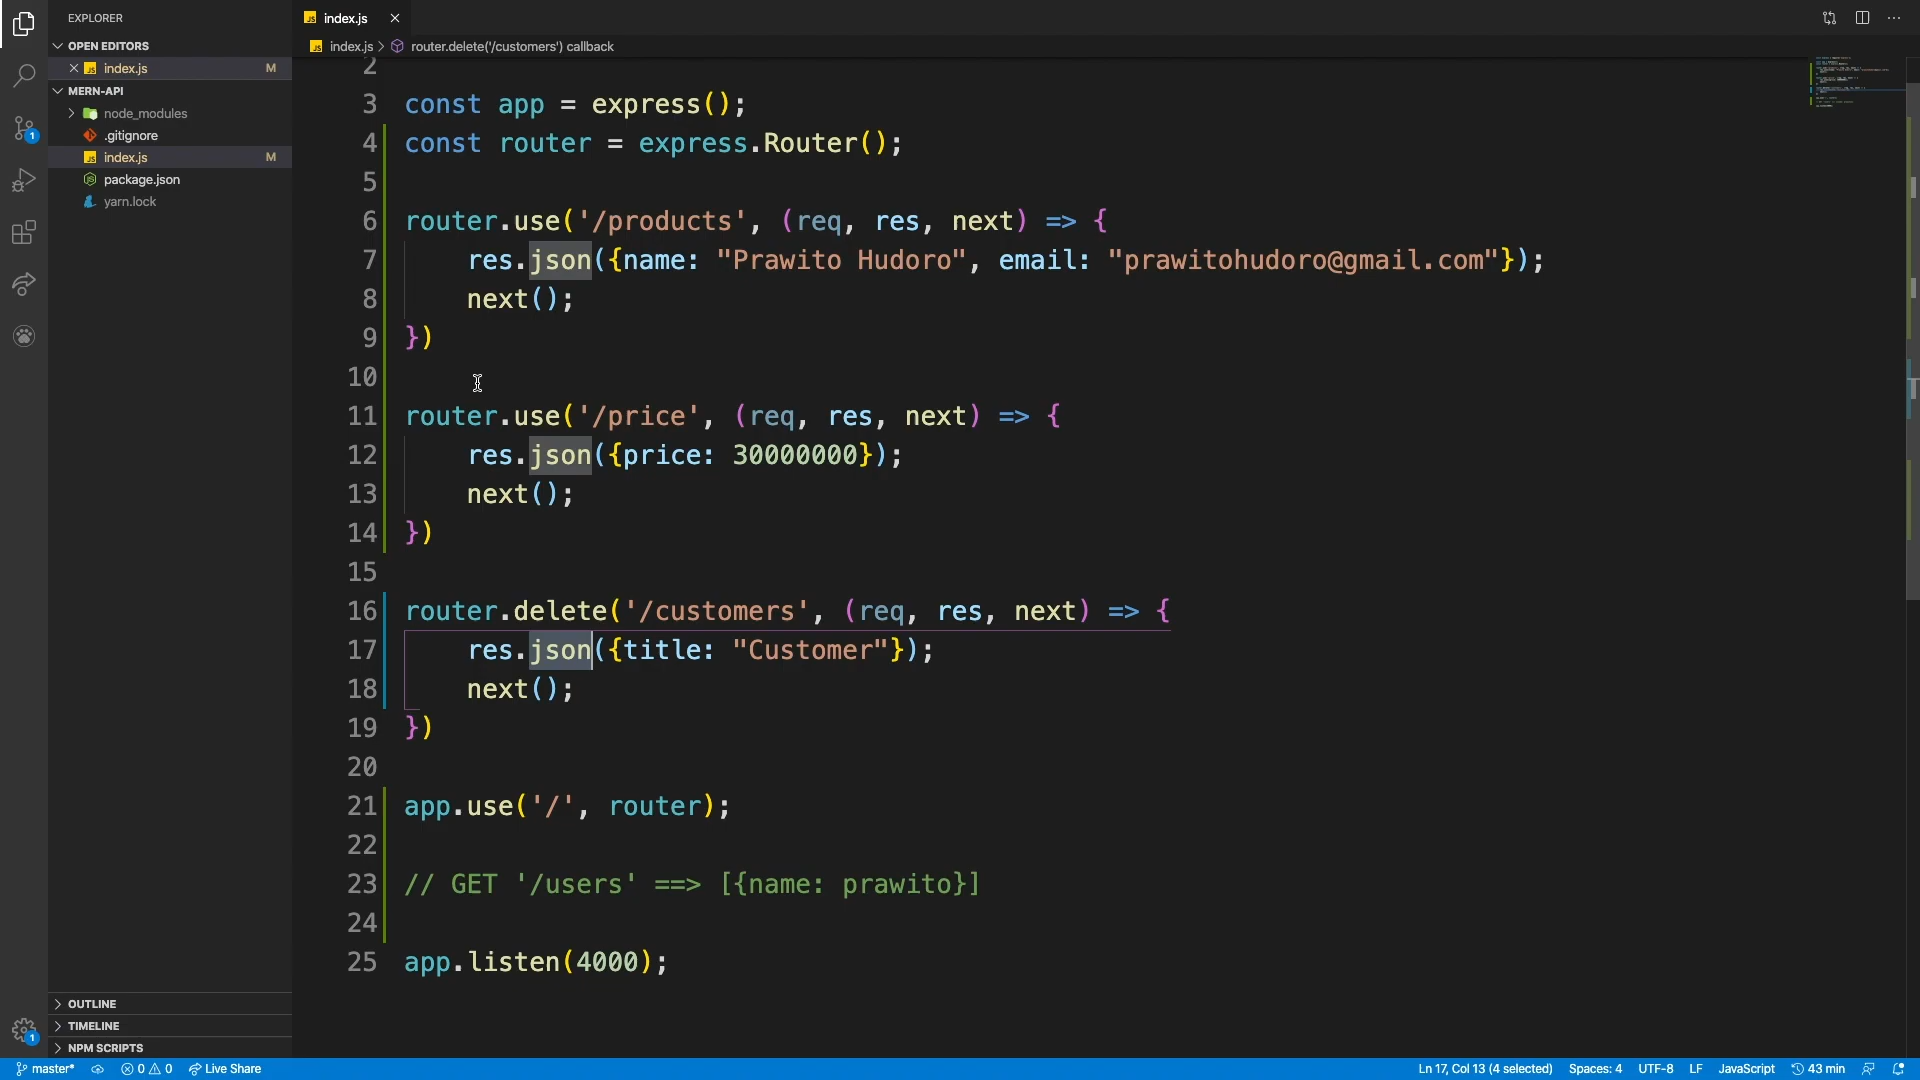 EXPLORER
OPEN EDITORS
index.js M
MERN-API
node_modules
.gitignore
index.js M
package.json
yarn.lock
OUTLINE
TIMELINE
NPM SCRIPTS
index.js
index.js > router.delete('/customers') callback
2
3 const app = express();
4 const router = express.Router();
5
6 router.use('/products', (req, res, next) => {
7 res.json({name: "Prawito Hudoro", email: "prawitohudoro@gmail.com"});
8 next();
9 })
10
11 router.use('/price', (req, res, next) => {
12 res.json({price: 30000000});
13 next();
14 })
15
16 router.delete('/customers', (req, res, next) => {
17 res.json({title: "Customer"});
18 next();
19 })
20
21 app.use('/', router);
22
23 // GET '/users' ==> [{name: prawito}]
24
25 app.listen(4000);
1
1
master* 0 0 Live Share Ln 17, Col 13 (4 selected) Spaces: 4 UTF-8 LF JavaScript 43 min